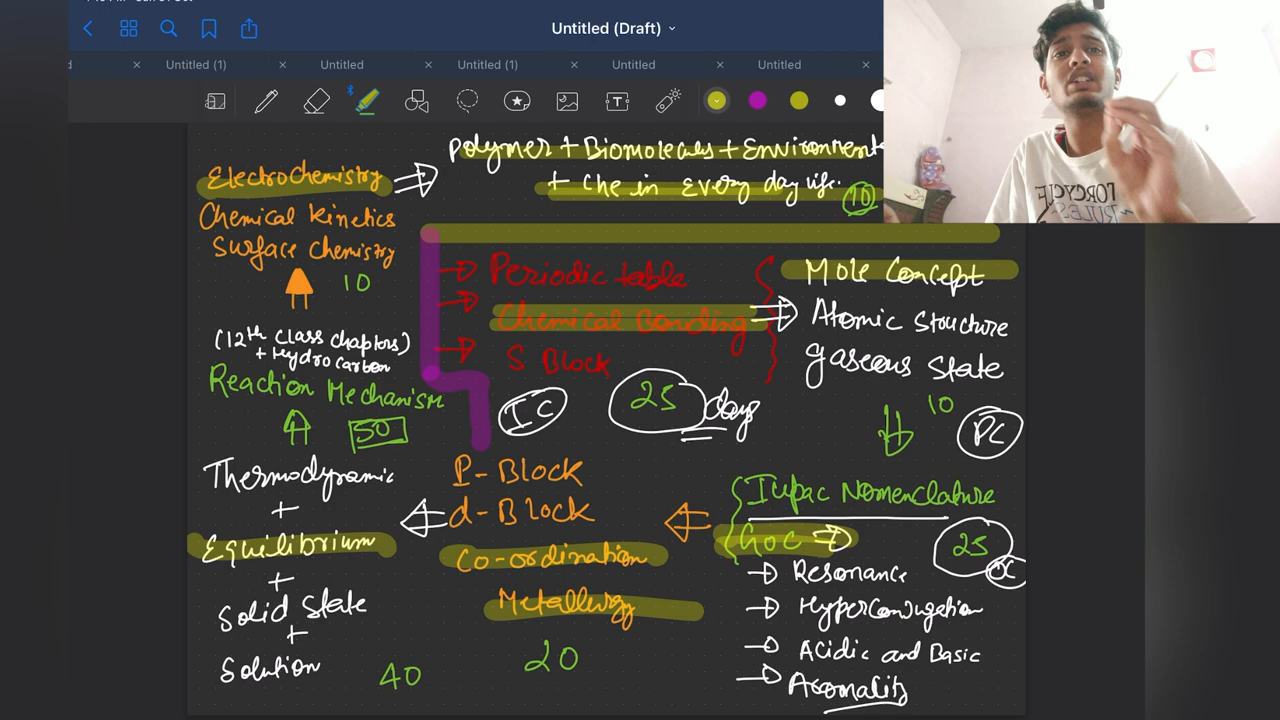 Untitled (Draft)
Untitled (1)
Untitled
Untitled (1)
Untitled
Untitled
Polymer + Biomolecules + Environmental
+ Che in every day life. 10
Electrochemistry
Chemical Kinetics
Surface Chemistry
10
(12th Class chapters)
+ Hydrocarbon
Reaction Mechanism
50
Thermodynamic
+
Equilibrium
+
Solid State
+
Solution
40
Periodic table
Chemical Bonding
S Block
IC
25 days
Mole Concept
Atomic Structure
gaseous State
10
PC
P-Block
d-Block
Co-ordination
Metallurgy
20
Iupac Nomenclature
GOC
25
OC
Resonance
Hyperconjugation
Acidic and Basic
Aromality